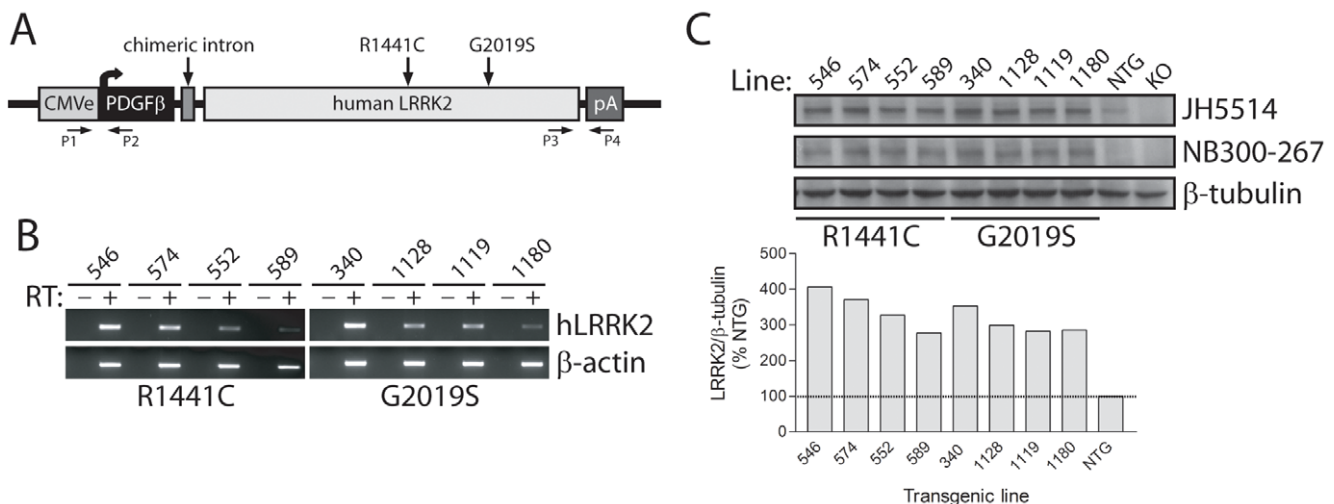 A
chimeric intron
R1441C
G2019S
CMVe
PDGFβ
human LRRK2
pA
P1
P2
P3
P4
B
546 574 552 589 340 1128 1119 1180
RT: – + – + – + – + – + – + – + – +
hLRRK2
β-actin
R1441C G2019S
C
Line: 546 574 552 589 340 1128 1119 1180 NTG KO
JH5514
NB300-267
β-tubulin
R1441C G2019S
LRRK2/β-tubulin
(% NTG)
500
400
300
200
100
0
546 574 552 589 340 1128 1119 1180 NTG
Transgenic line